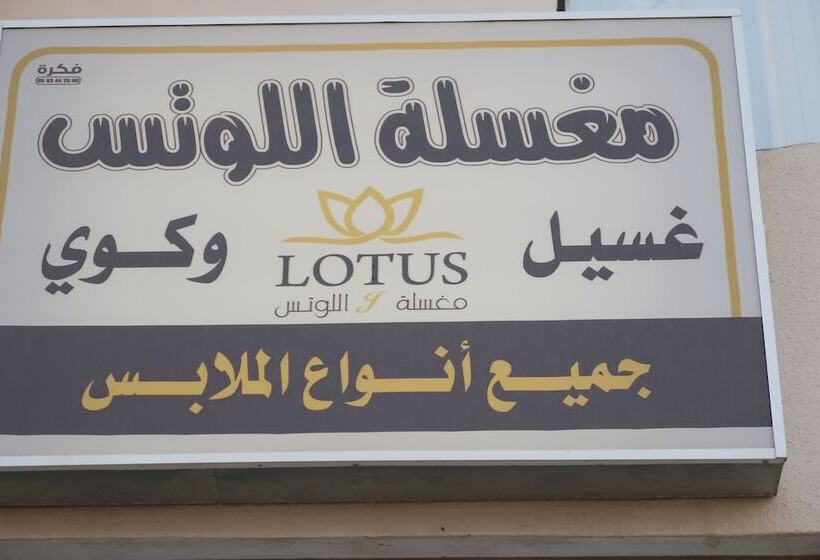 فكرة
مغسلة اللوتس
غسيل وكوي
LOTUS
مغسلة اللوتس
جميع أنواع الملابس